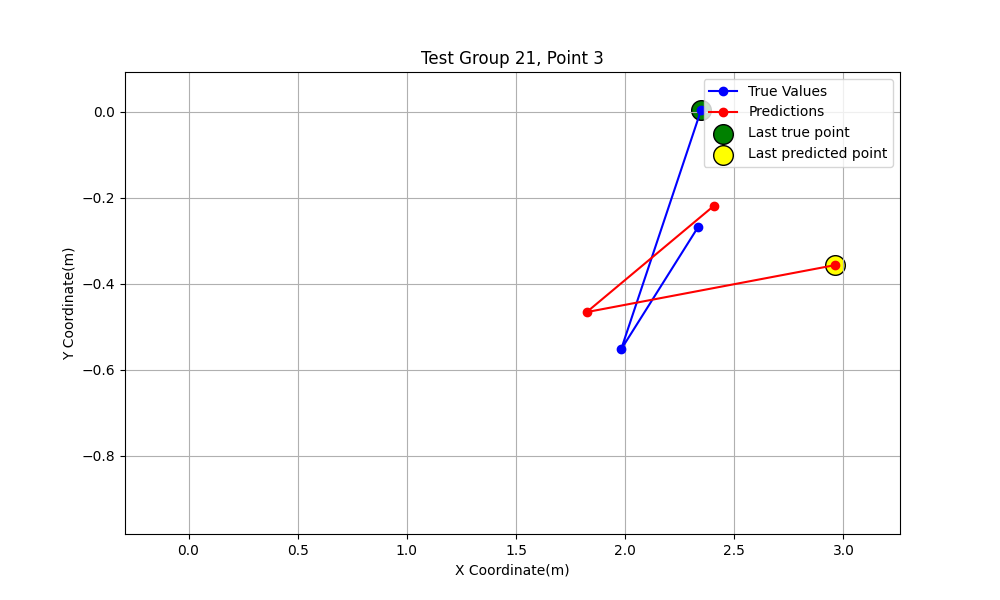 Test Group 21, Point 3
True Values
Predictions
Last true point
Last predicted point
0.0
−0.2
−0.4
−0.6
−0.8
Y Coordinate(m)
0.0 0.5 1.0 1.5 2.0 2.5 3.0
X Coordinate(m)